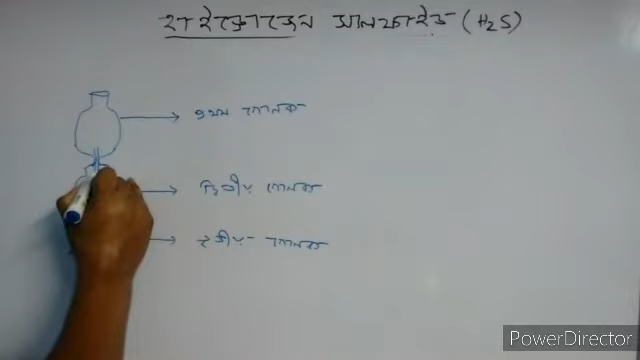 হাইড্রোজেন সালফাইড (H₂S)
প্রথম গোলক
দ্বিতীয় গোলক
তৃতীয় গোলক
PowerDirector